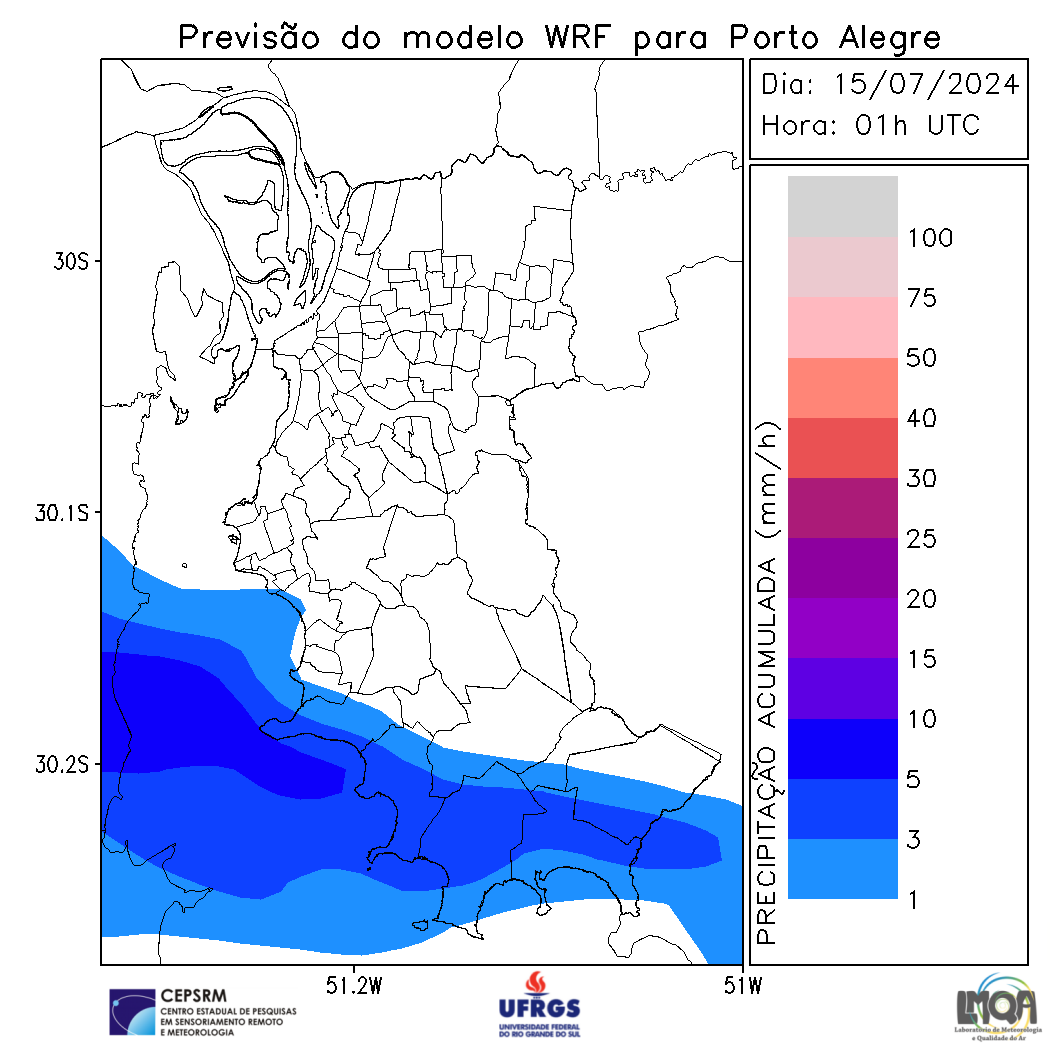 Previsão do modelo WRF para Porto Alegre
Dia: 15/07/2024
Hora: 01h UTC
30S
30.1S
30.2S
51.2W
51W
PRECIPITAÇÃO ACUMULADA (mm/h)
100
75
50
40
30
25
20
15
10
5
3
1
CEPSRM
CENTRO ESTADUAL DE PESQUISAS
EM SENSORIAMENTO REMOTO
E METEOROLOGIA
UFRGS
UNIVERSIDADE FEDERAL
DO RIO GRANDE DO SUL
LMQA
Laboratório de Meteorologia
e Qualidade do Ar